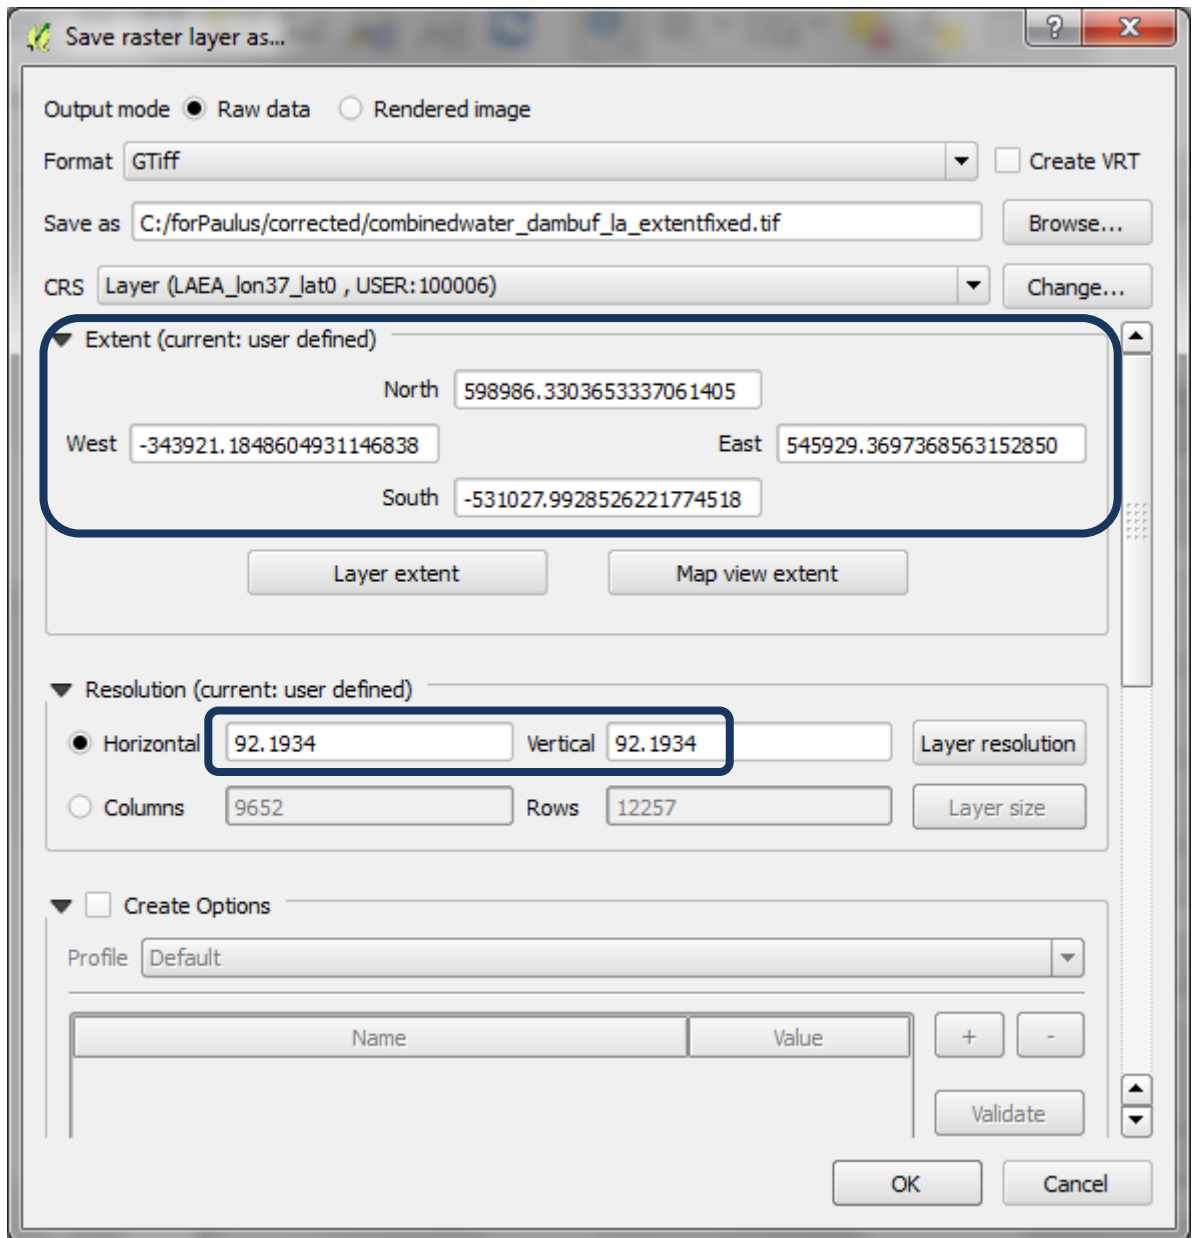 Save raster layer as...
Output mode Raw data Rendered image
Format GTiff Create VRT
Save as C:/forPaulus/corrected/combinedwater_dambuf_la_extentfixed.tif Browse...
CRS Layer (LAEA_lon37_lat0 , USER:100006) Change...
Extent (current: user defined)
North 598986.3303653337061405
West -343921.1848604931146838 East 545929.3697368563152850
South -531027.9928526221774518
Layer extent Map view extent
Resolution (current: user defined)
Horizontal 92.1934 Vertical 92.1934 Layer resolution
Columns 9652 Rows 12257 Layer size
Create Options
Profile Default
Name Value + -
Validate
OK Cancel